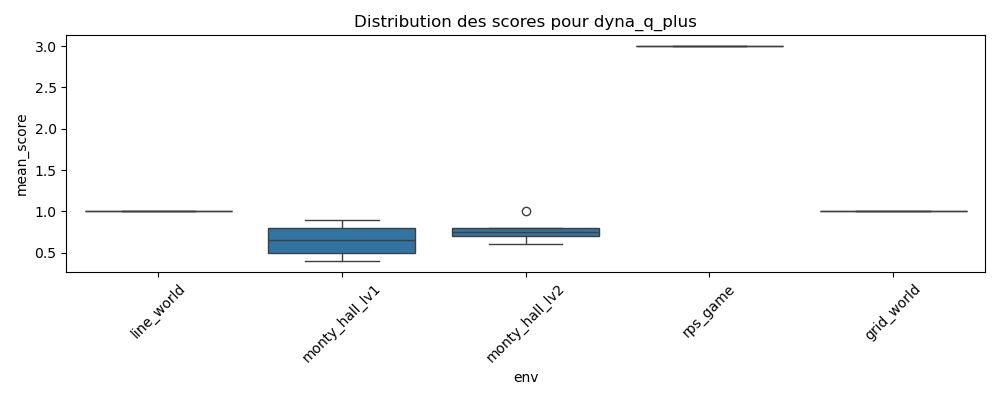 Distribution des scores pour dyna_q_plus
mean_score
3.0
2.5
2.0
1.5
1.0
0.5
line_world
monty_hall_lv1
monty_hall_lv2
rps_game
grid_world
env